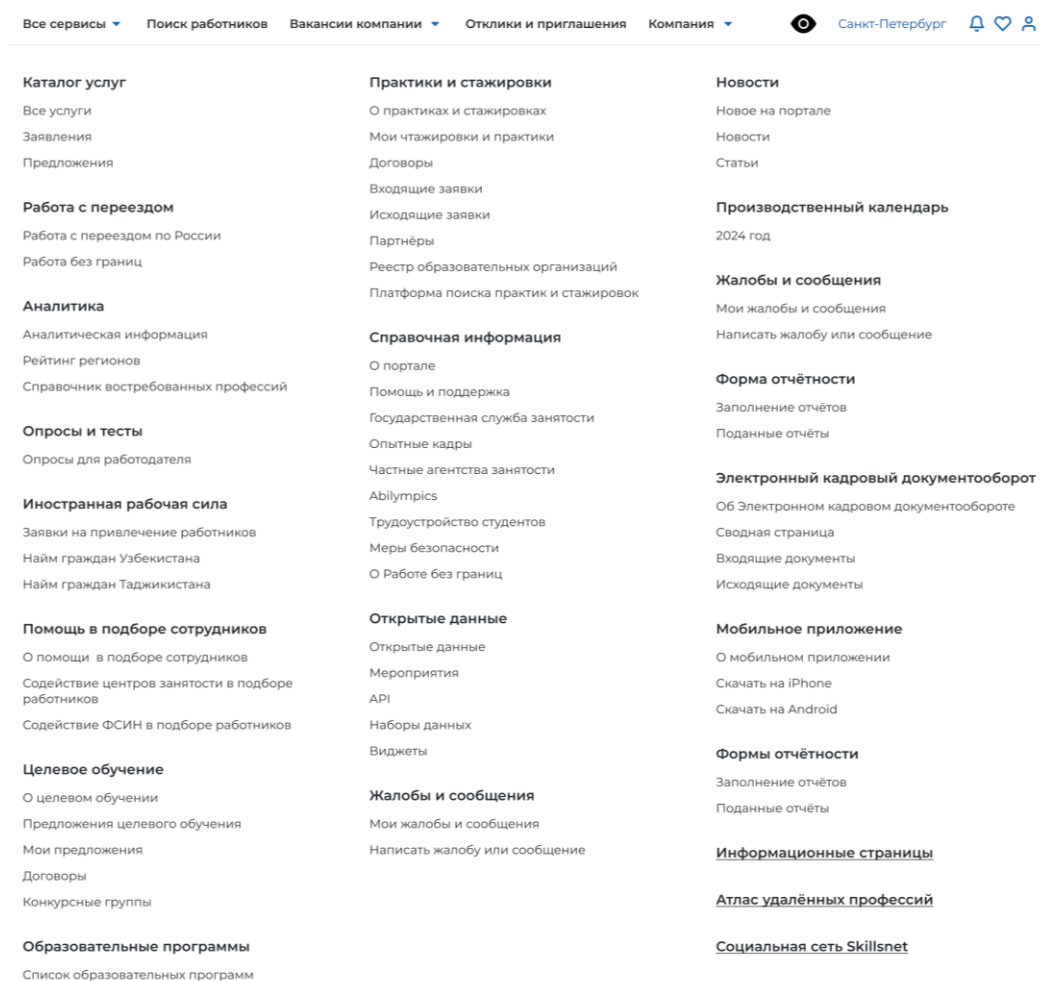 Все сервисы Поиск работников Вакансии компании Отклики и приглашения Компания Санкт-Петербург
Каталог услуг
Все услуги
Заявления
Предложения
Работа с переездом
Работа с переездом по России
Работа без границ
Аналитика
Аналитическая информация
Рейтинг регионов
Справочник востребованных профессий
Опросы и тесты
Опросы для работодателя
Иностранная рабочая сила
Заявки на привлечение работников
Найм граждан Узбекистана
Найм граждан Таджикистана
Помощь в подборе сотрудников
О помощи в подборе сотрудников
Содействие центров занятости в подборе
работников
Содействие ФСИН в подборе работников
Целевое обучение
О целевом обучении
Предложения целевого обучения
Мои предложения
Договоры
Конкурсные группы
Образовательные программы
Список образовательных программ
Практики и стажировки
О практиках и стажировках
Мои чтажировки и практики
Договоры
Входящие заявки
Исходящие заявки
Партнёры
Реестр образовательных организаций
Платформа поиска практик и стажировок
Справочная информация
О портале
Помощь и поддержка
Государственная служба занятости
Опытные кадры
Частные агентства занятости
Abilympics
Трудоустройство студентов
Меры безопасности
О Работе без границ
Открытые данные
Открытые данные
Мероприятия
API
Наборы данных
Виджеты
Жалобы и сообщения
Мои жалобы и сообщения
Написать жалобу или сообщение
Новости
Новое на портале
Новости
Статьи
Производственный календарь
2024 год
Жалобы и сообщения
Мои жалобы и сообщения
Написать жалобу или сообщение
Форма отчётности
Заполнение отчётов
Поданные отчёты
Электронный кадровый документооборот
Об Электронном кадровом документообороте
Сводная страница
Входящие документы
Исходящие документы
Мобильное приложение
О мобильном приложении
Скачать на iPhone
Скачать на Android
Формы отчётности
Заполнение отчётов
Поданные отчёты
Информационные страницы
Атлас удалённых профессий
Социальная сеть Skillsnet